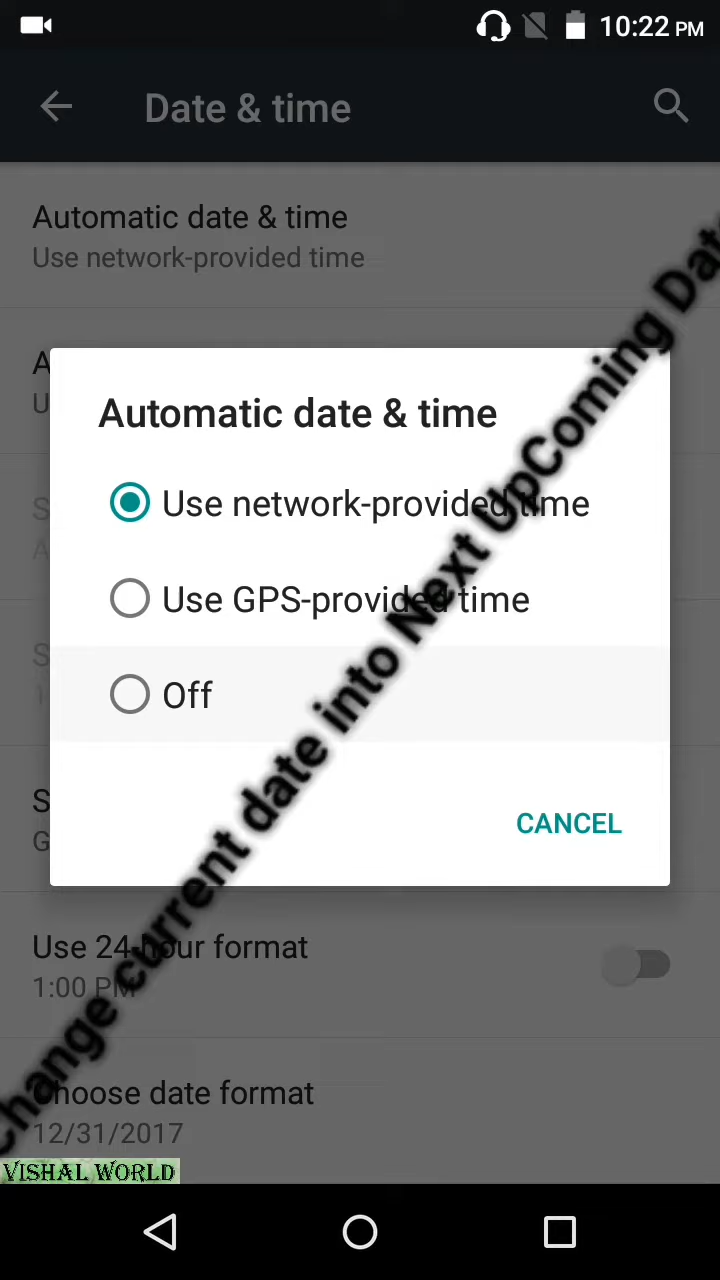 10:22 PM
Date & time
Automatic date & time
Use network-provided time
A
U
Automatic date & time
Use network-provided time
S
A
Use GPS-provided time
S
1
Off
S
G
CANCEL
Change current date into Next UpComing Date
Use 24-hour format
1:00 PM
Choose date format
12/31/2017
VISHAL WORLD